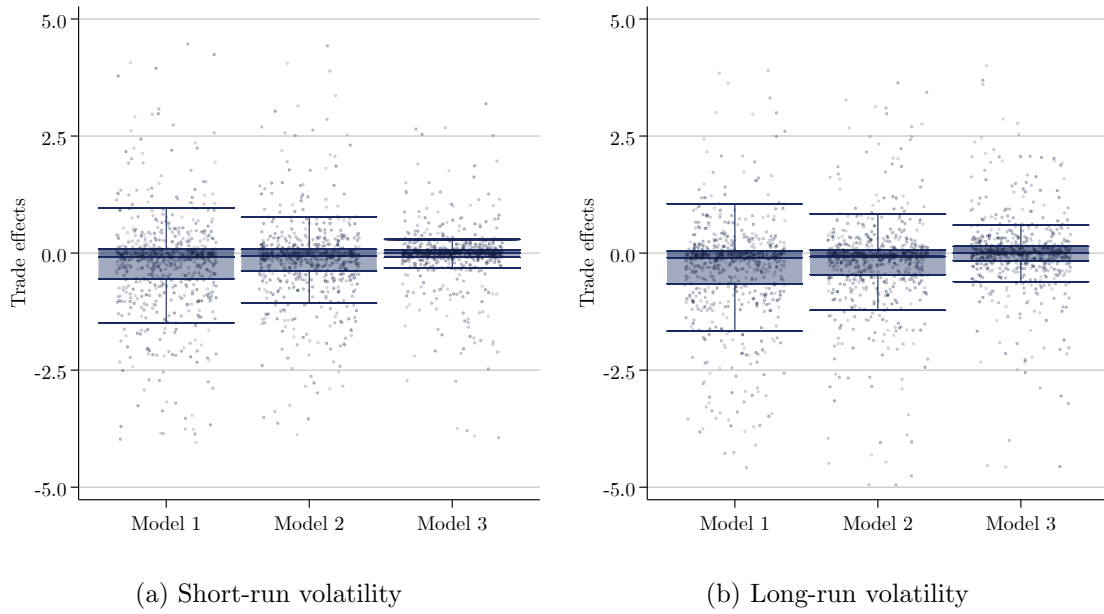 5.0
2.5
0.0
-2.5
-5.0
Trade effects
Model 1
Model 2
Model 3
(a) Short-run volatility
5.0
2.5
0.0
-2.5
-5.0
Trade effects
Model 1
Model 2
Model 3
(b) Long-run volatility